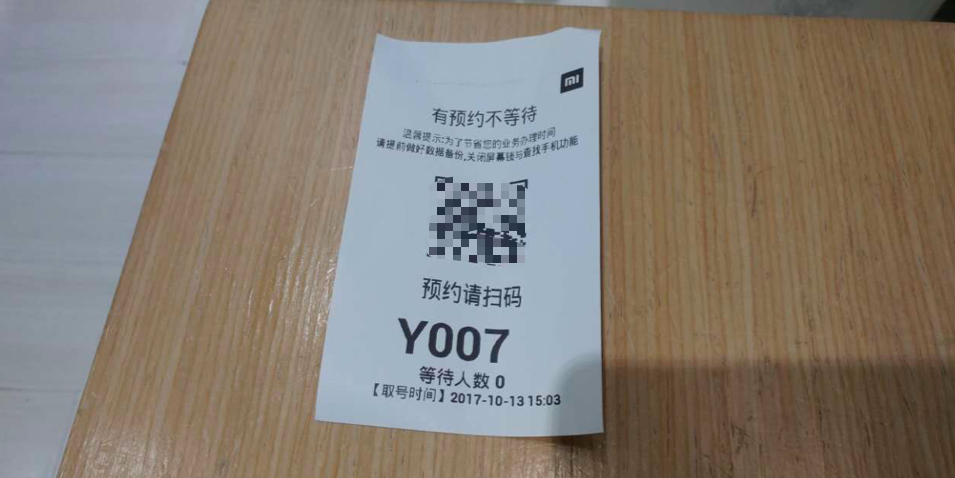 mi
有预约不等待
温馨提示:为了节省您的业务办理时间
请提前做好数据备份,关闭屏幕锁与查找手机功能
预约请扫码
Y007
等待人数 0
【取号时间】2017-10-13 15:03